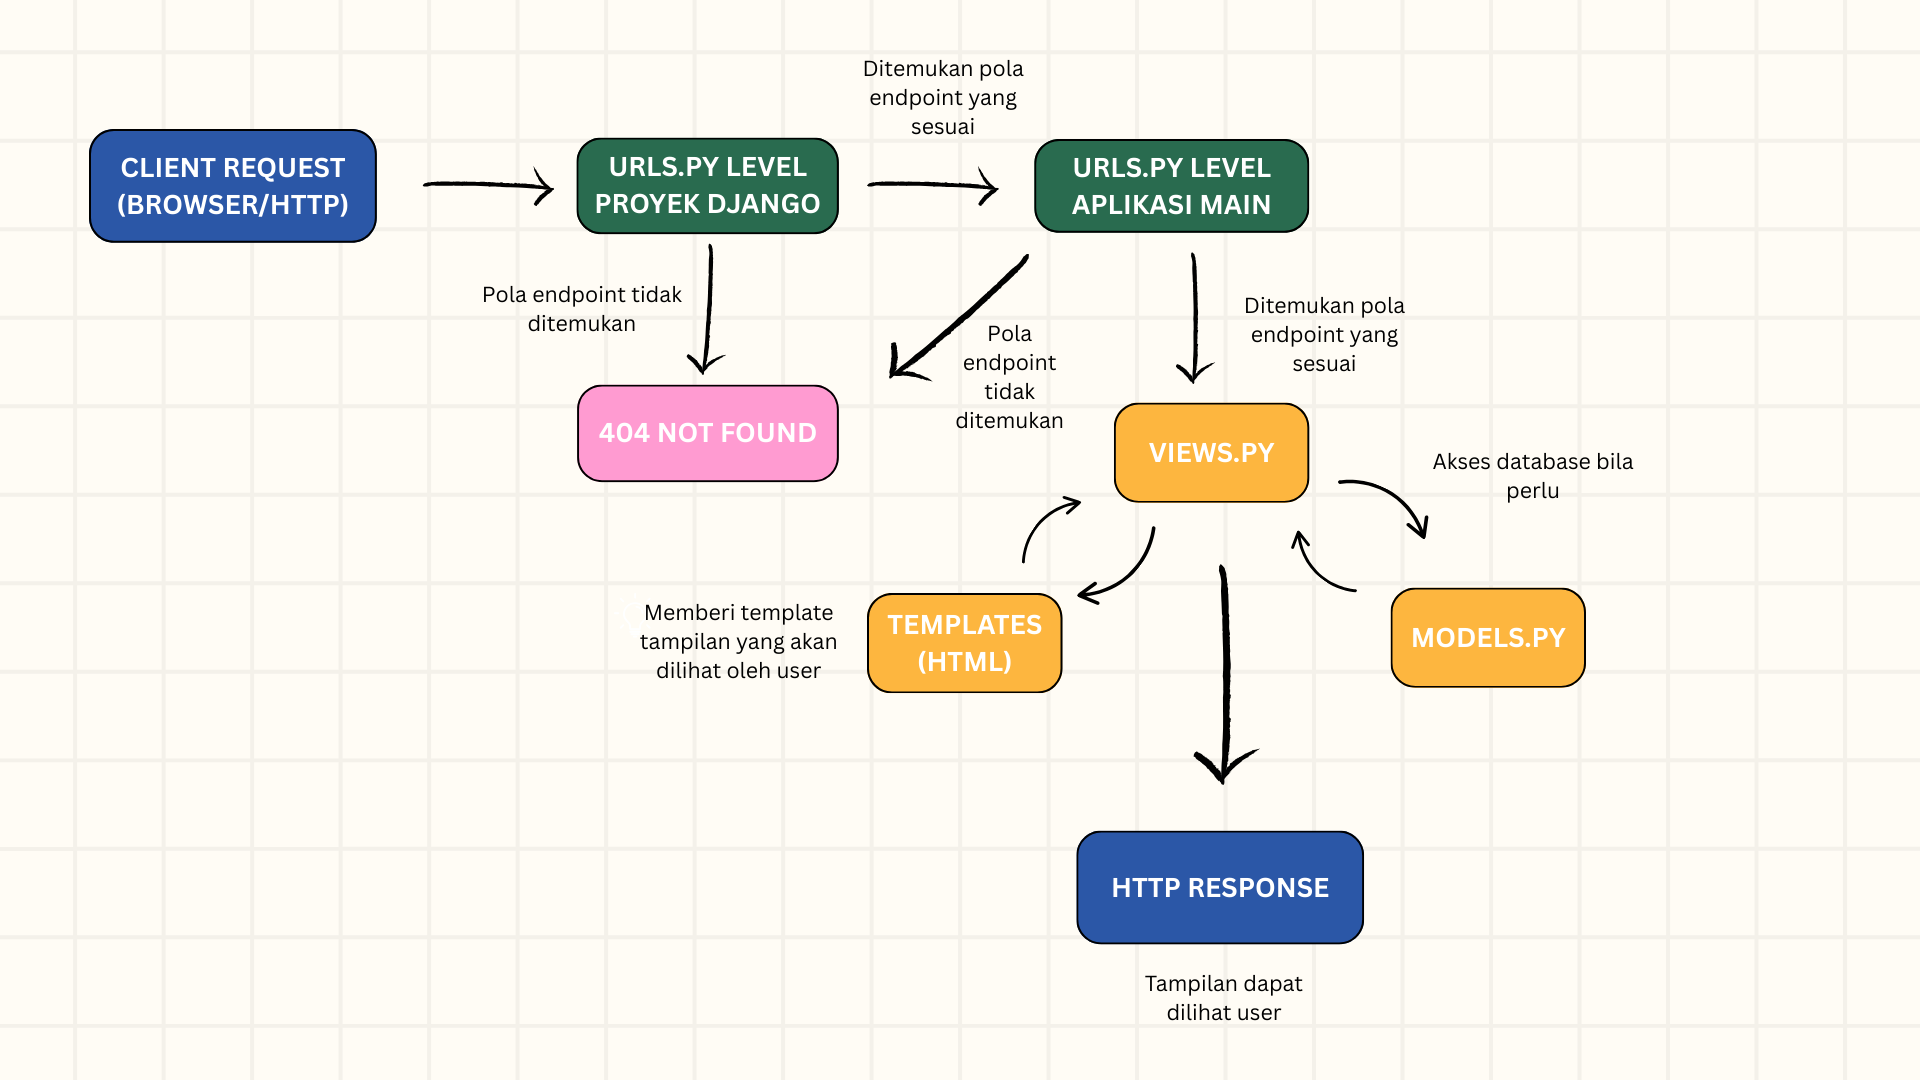 Ditemukan pola
endpoint yang
sesuai
CLIENT REQUEST
(BROWSER/HTTP)
URLS.PY LEVEL
PROYEK DJANGO
URLS.PY LEVEL
APLIKASI MAIN
Pola endpoint tidak
ditemukan
Pola
endpoint
tidak
ditemukan
Ditemukan pola
endpoint yang
sesuai
404 NOT FOUND
VIEWS.PY
Akses database bila
perlu
Memberi template
tampilan yang akan
dilihat oleh user
TEMPLATES
(HTML)
MODELS.PY
HTTP RESPONSE
Tampilan dapat
dilihat user